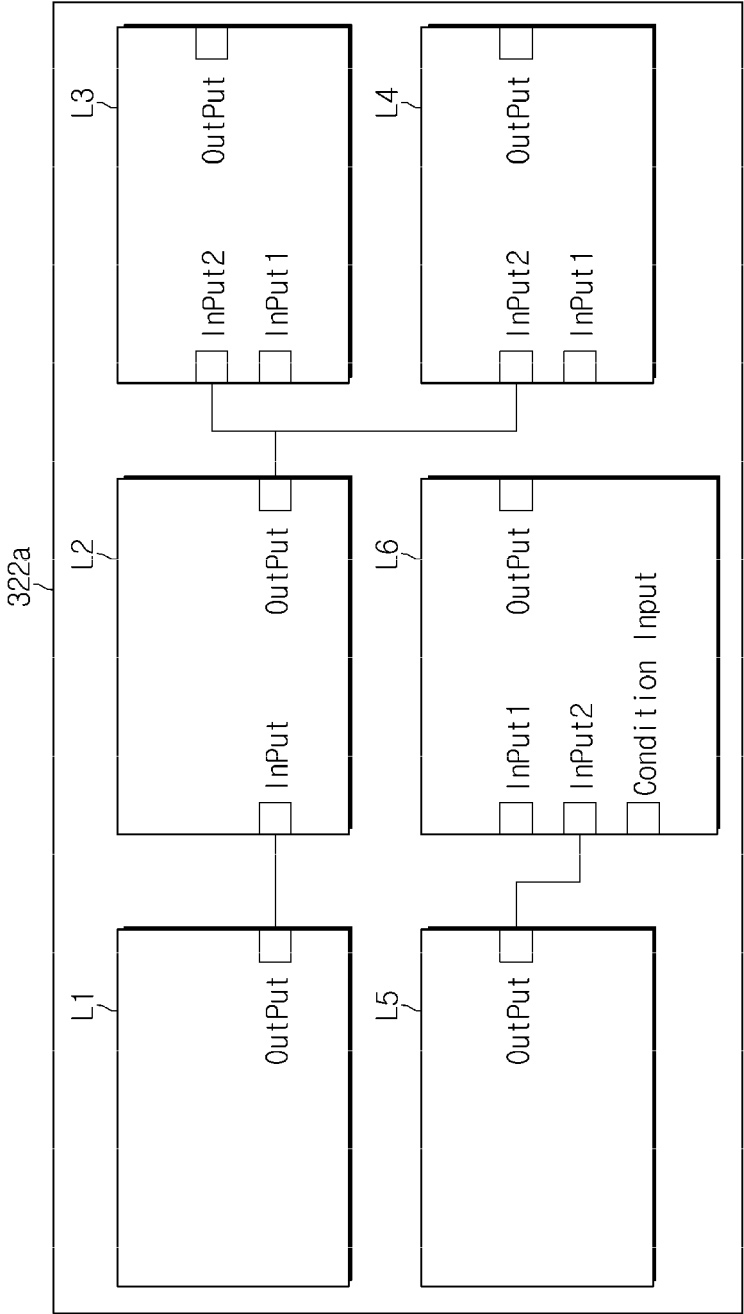 322a
L1
OutPut
L2
InPut
OutPut
L3
InPut2
InPut1
OutPut
L5
OutPut
L6
InPut1
InPut2
Condition Input
OutPut
L4
InPut2
InPut1
OutPut